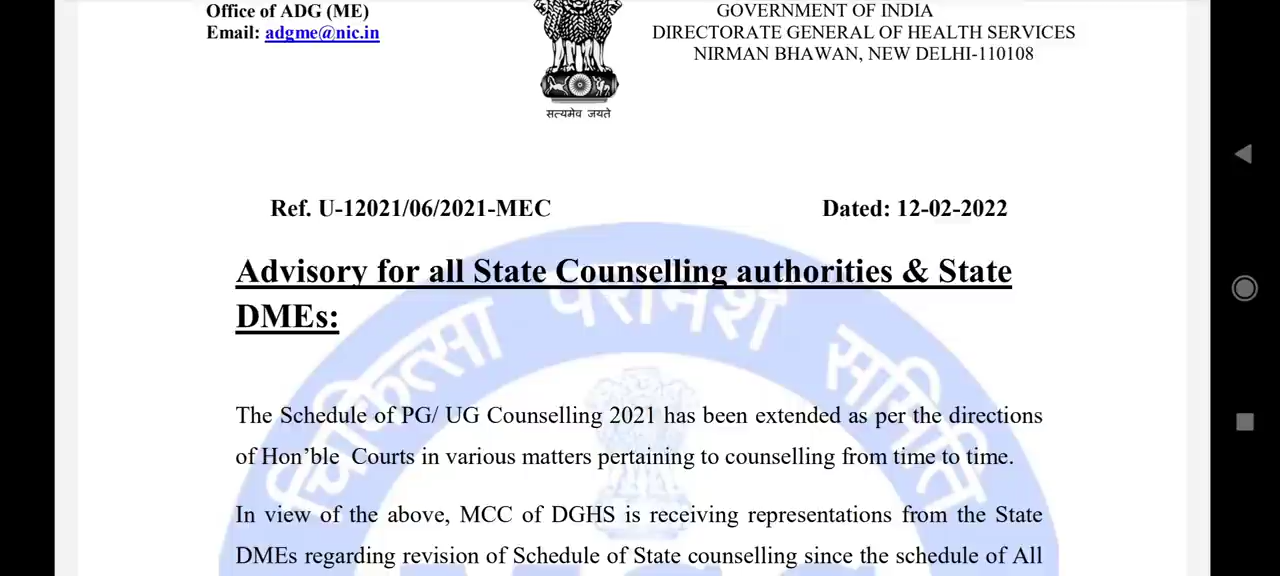 Office of ADG (ME)
Email: adgme@nic.in
GOVERNMENT OF INDIA
DIRECTORATE GENERAL OF HEALTH SERVICES
NIRMAN BHAWAN, NEW DELHI-110108
सत्यमेव जयते
Ref. U-12021/06/2021-MEC
Dated: 12-02-2022
Advisory for all State Counselling authorities & State
DMEs:
चिकित्सा परामर्श समिति
The Schedule of PG/ UG Counselling 2021 has been extended as per the directions
of Hon’ble Courts in various matters pertaining to counselling from time to time.
In view of the above, MCC of DGHS is receiving representations from the State
DMEs regarding revision of Schedule of State counselling since the schedule of All